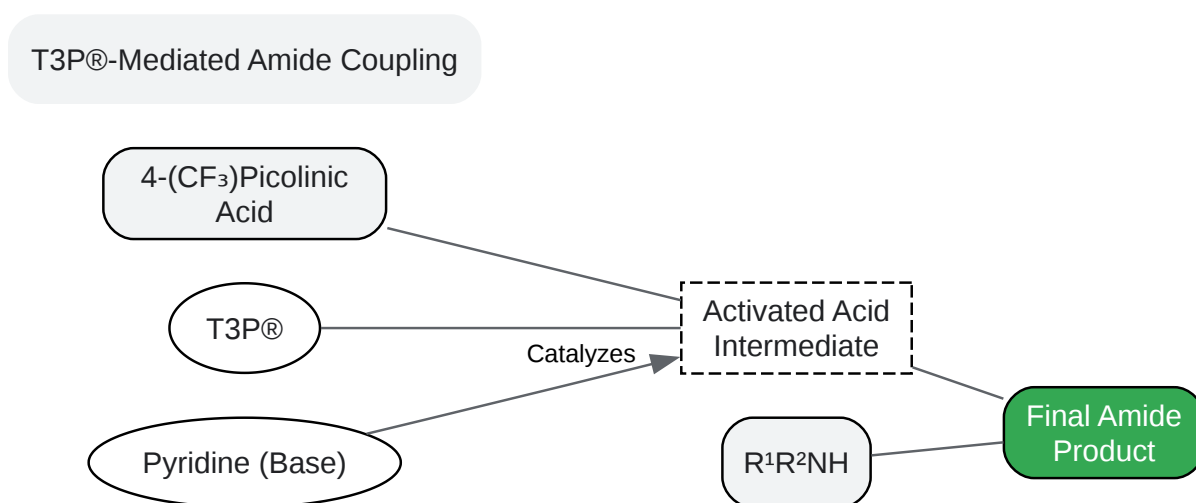 T3P®-Mediated Amide Coupling
4-(CF₃)Picolinic
Acid
T3P®
Catalyzes
Pyridine (Base)
Activated Acid
Intermediate
R¹R²NH
Final Amide
Product